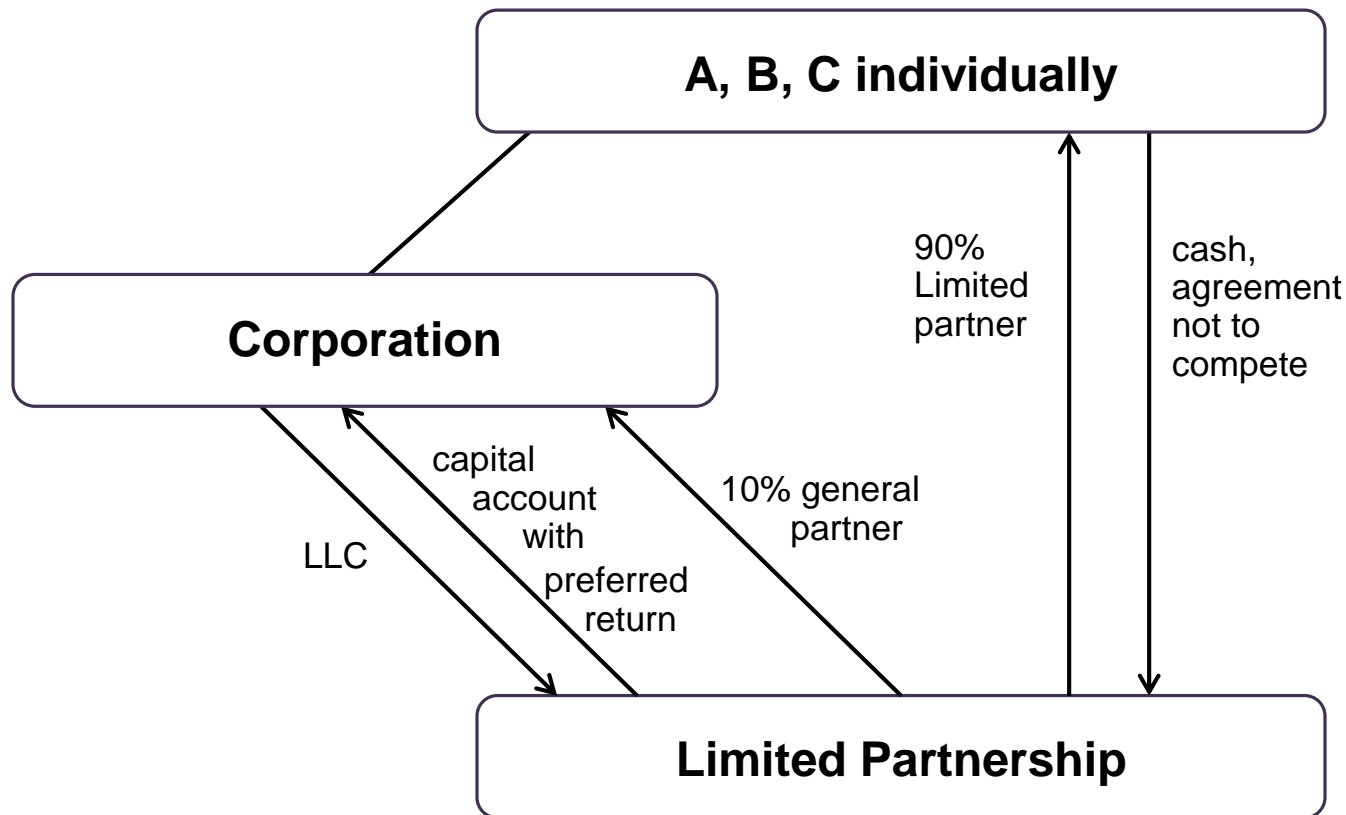 A, B, C individually
90%
Limited
partner
cash,
agreement
not to
compete
Corporation
capital
account
with
preferred
return
10% general
partner
LLC
Limited Partnership